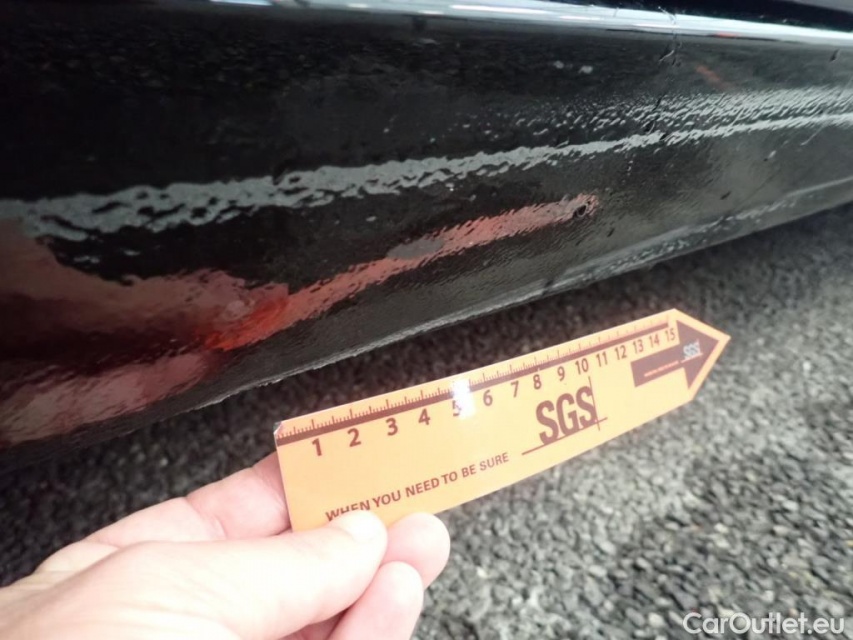 1 2 3 4 5 6 7 8 9 10 11 12 13 14 15
SGS
SGS
WHEN YOU NEED TO BE SURE
CarOutlet.eu